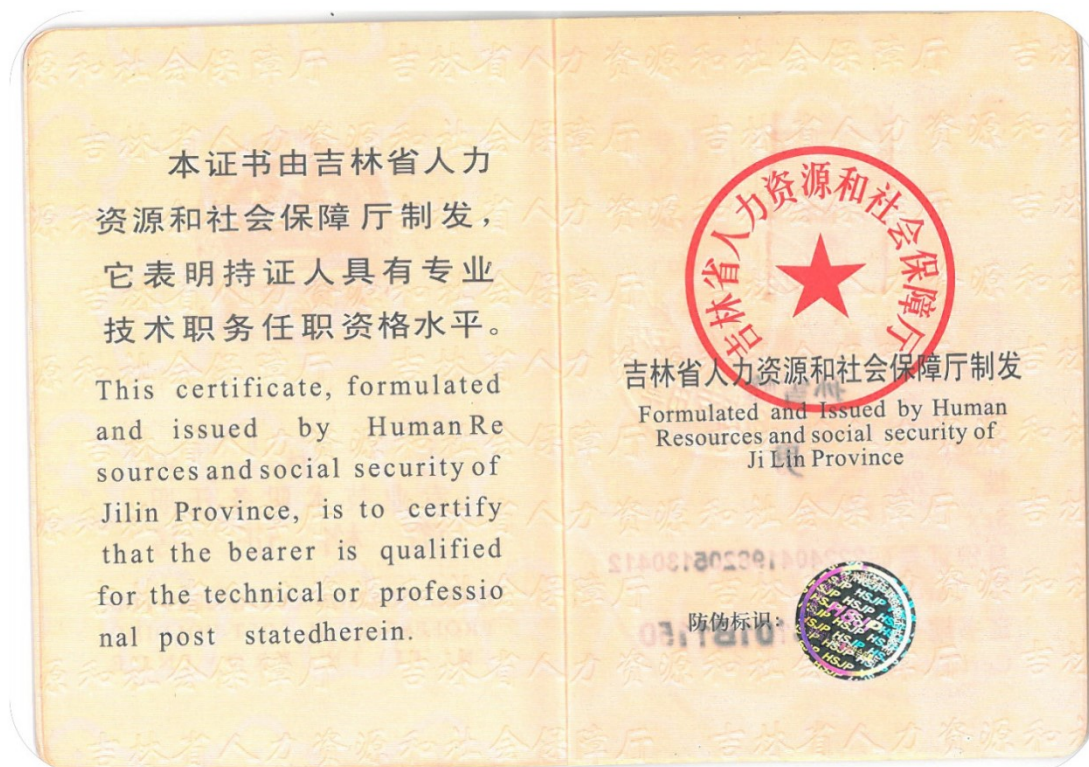 本证书由吉林省人力
资源和社会保障厅制发，
它表明持证人具有专业
技术职务任职资格水平。
This certificate, formulated
and issued by Human Re
sources and social security of
Jilin Province, is to certify
that the bearer is qualified
for the technical or professio
nal post statedherein.
吉林省人力资源和社会保障厅
吉林省人力资源和社会保障厅制发
Formulated and Issued by Human
Resources and social security of
Ji Lin Province
防伪标识：
HSJP